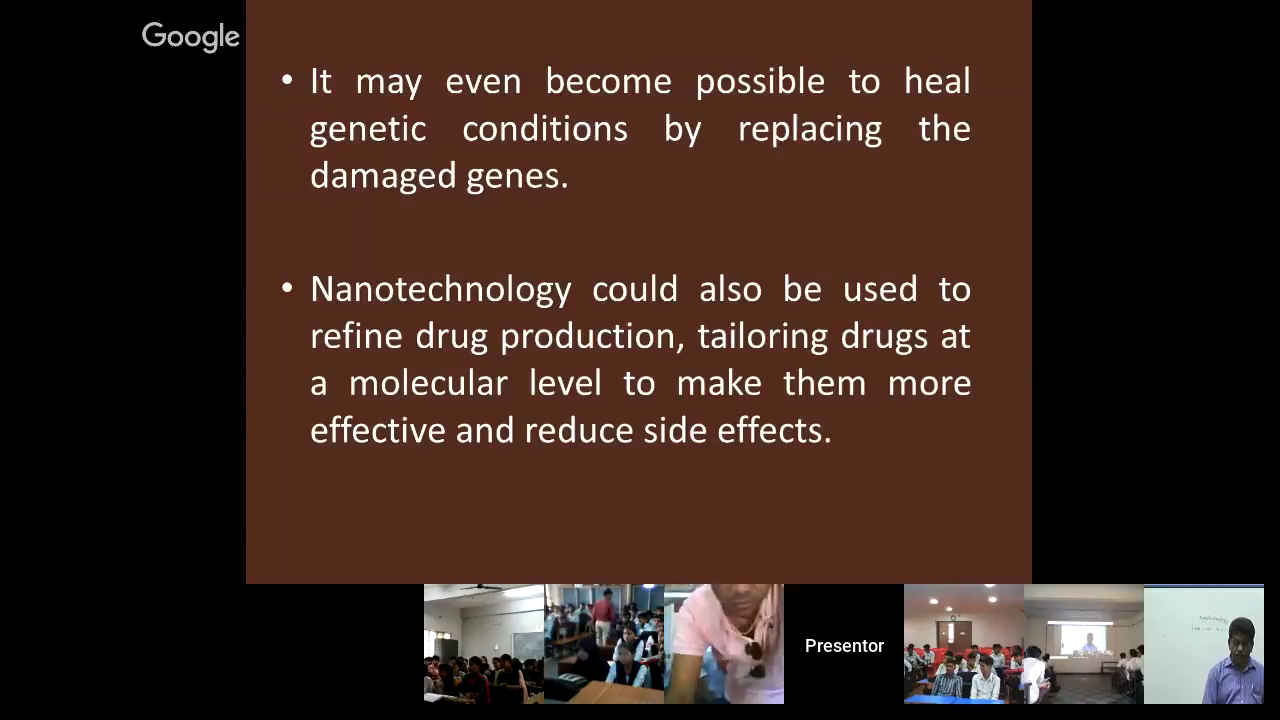 Google
• It may even become possible to heal
genetic conditions by replacing the
damaged genes.
• Nanotechnology could also be used to
refine drug production, tailoring drugs at
a molecular level to make them more
effective and reduce side effects.
Presentor